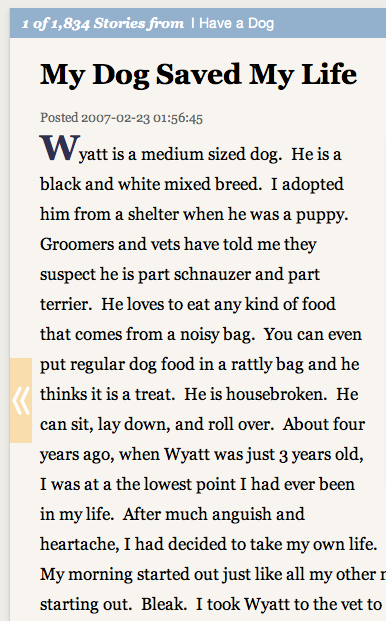 1 of 1,834 Stories from I Have a Dog
My Dog Saved My Life
Posted 2007-02-23 01:56:45
Wyatt is a medium sized dog.  He is a
black and white mixed breed.  I adopted
him from a shelter when he was a puppy.
Groomers and vets have told me they
suspect he is part schnauzer and part
terrier.  He loves to eat any kind of food
that comes from a noisy bag.  You can even
put regular dog food in a rattly bag and he
thinks it is a treat.  He is housebroken.  He
can sit, lay down, and roll over.  About four
years ago, when Wyatt was just 3 years old,
I was at a the lowest point I had ever been
in my life.  After much anguish and
heartache, I had decided to take my own life.
My morning started out just like all my other
starting out.  Bleak.  I took Wyatt to the vet to